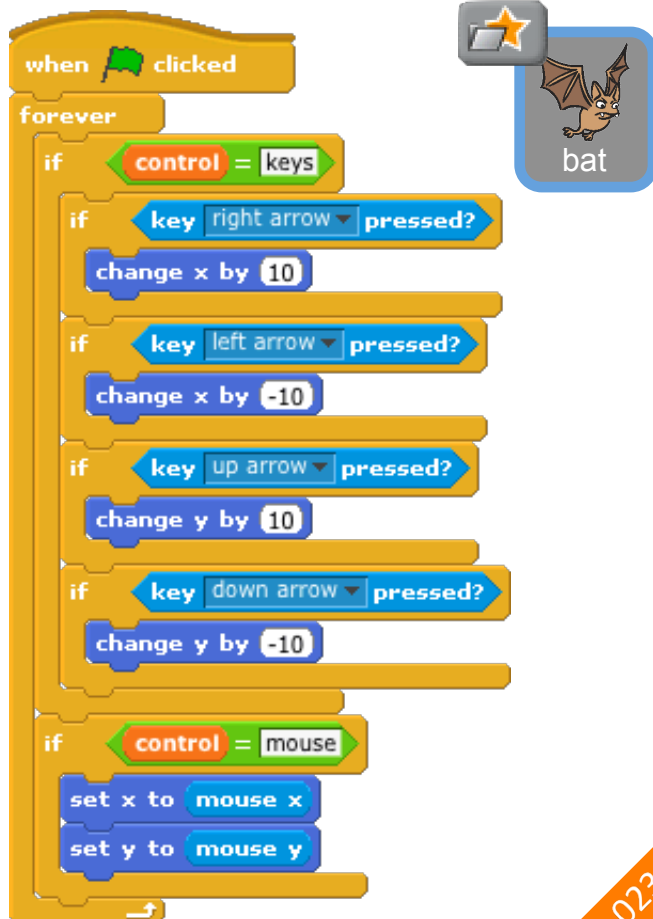 when clicked
forever
if control = keys
if key right arrow pressed?
change x by 10
if key left arrow pressed?
change x by -10
if key up arrow pressed?
change y by 10
if key down arrow pressed?
change y by -10
if control = mouse
set x to mouse x
set y to mouse y
bat
023